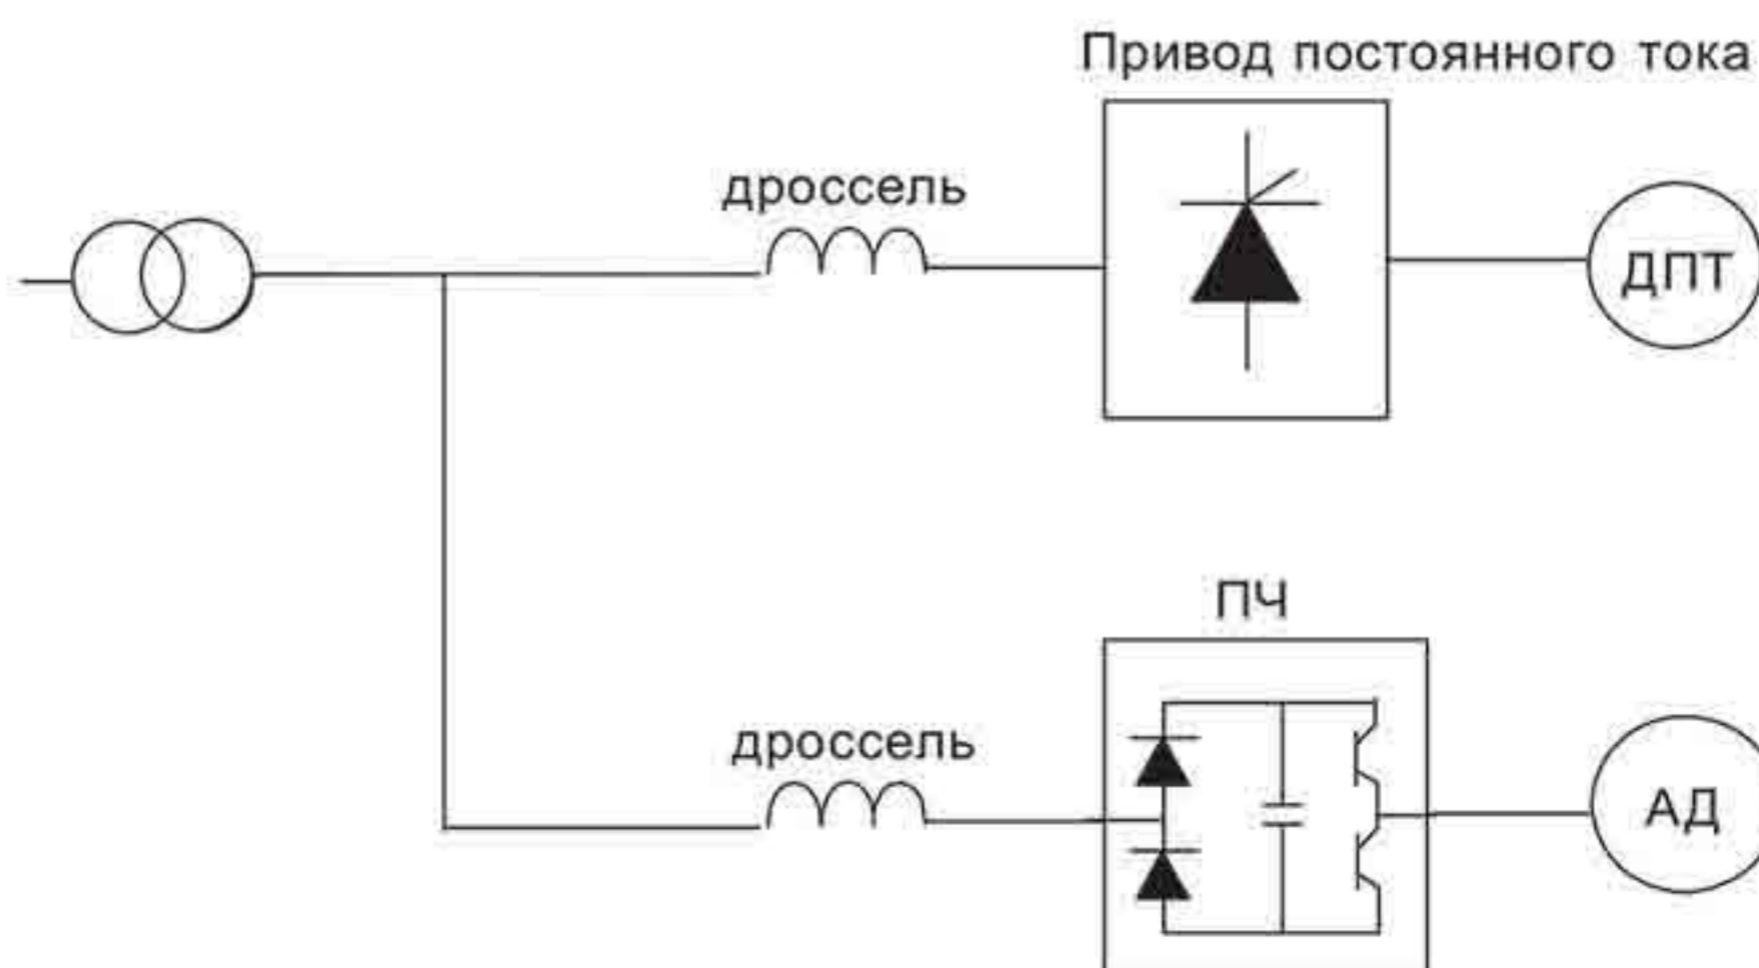 Привод постоянного тока
дроссель
ДПТ
ПЧ
дроссель
АД